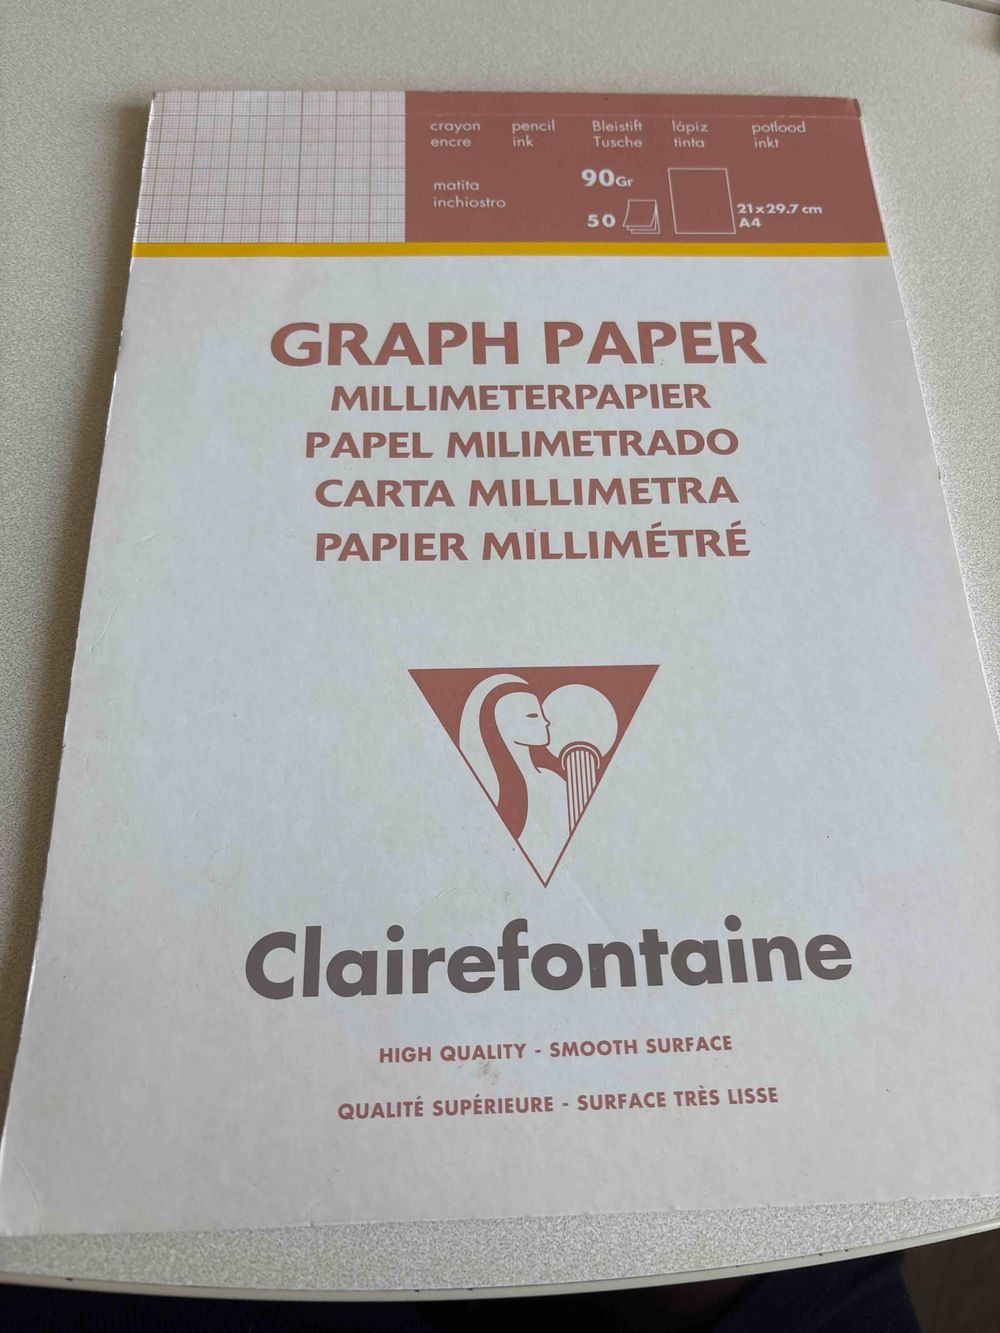 crayon
encre
pencil
ink
Bleistift
Tusche
lápiz
tinta
potlood
inkt
matita
inchiostro
90Gr
50
21x29.7 cm
A4
GRAPH PAPER
MILLIMETERPAPIER
PAPEL MILIMETRADO
CARTA MILLIMETRA
PAPIER MILLIMÉTRÉ
Clairefontaine
HIGH QUALITY - SMOOTH SURFACE
QUALITÉ SUPÉRIEURE - SURFACE TRÈS LISSE